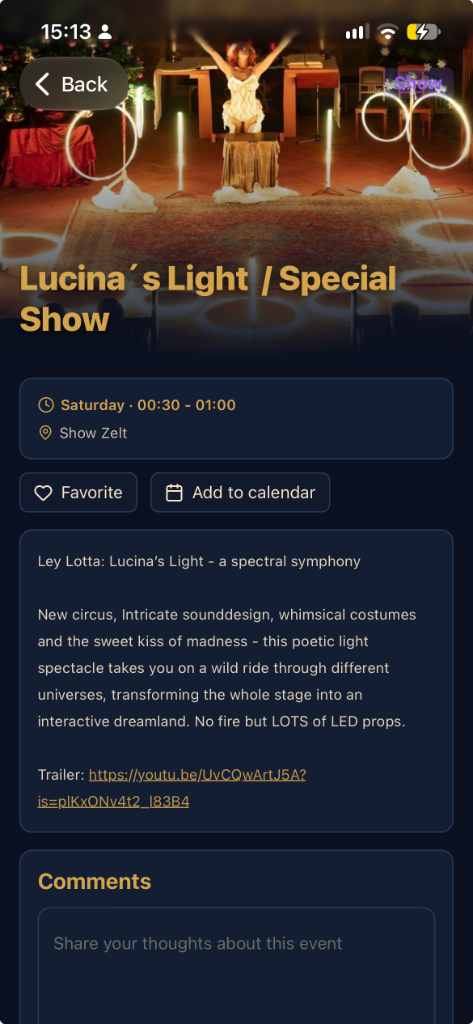 15:13
Back
Show
Lucina´s Light / Special
Show
Saturday · 00:30 - 01:00
Show Zelt
Favorite
Add to calendar
Ley Lotta: Lucina’s Light - a spectral symphony
New circus, Intricate sounddesign, whimsical costumes
and the sweet kiss of madness - this poetic light
spectacle takes you on a wild ride through different
universes, transforming the whole stage into an
interactive dreamland. No fire but LOTS of LED props.
Trailer: https://youtu.be/UvCQwArtJ5A?
is=plKxONv4t2_l83B4
Comments
Share your thoughts about this event